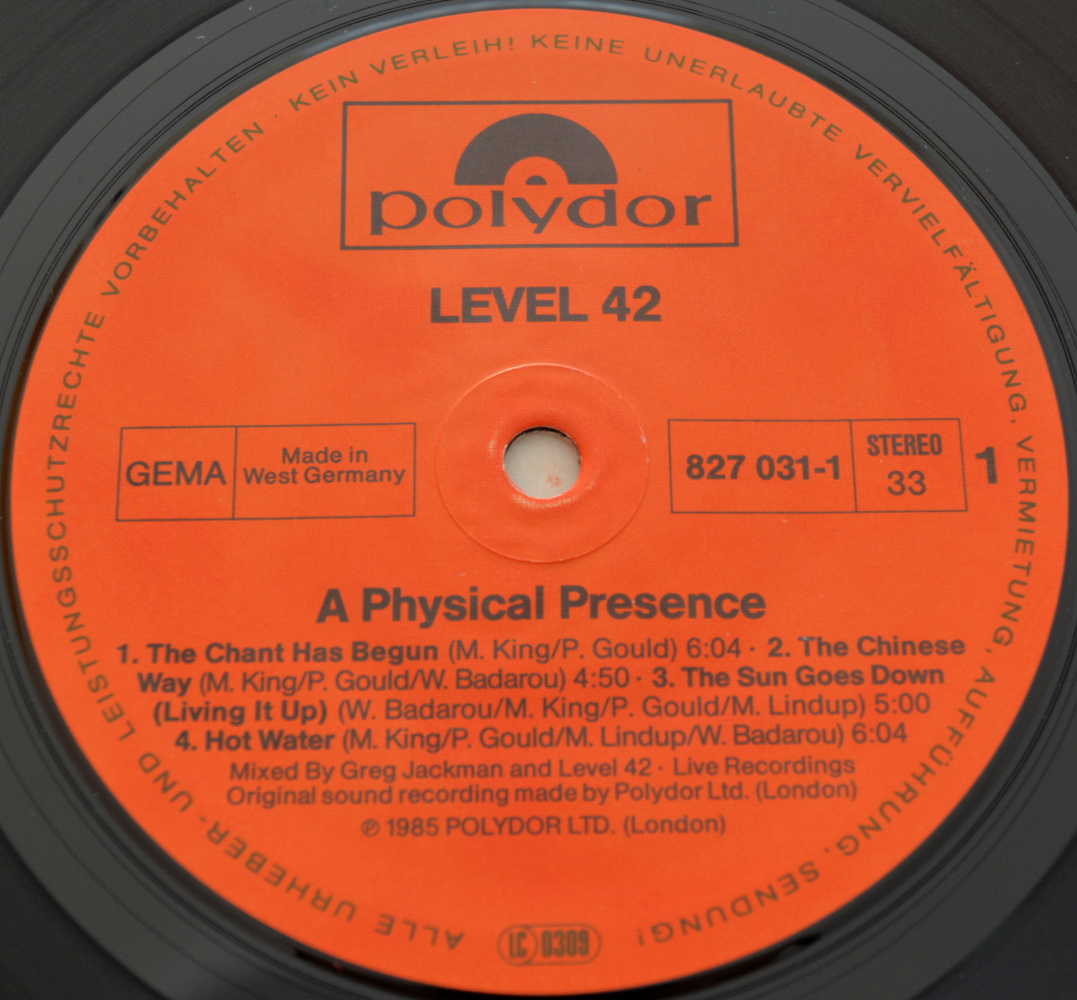 ALLE URHEBER- UND LEISTUNGSSCHUTZRECHTE VORBEHALTEN · KEIN VERLEIH! KEINE UNERLAUBTE VERVIELFÄLTIGUNG, VERMIETUNG, AUFFÜHRUNG, SENDUNG!
polydor
LEVEL 42
GEMA
Made in
West Germany
827 031-1
STEREO
33
1
A Physical Presence
1. The Chant Has Begun (M. King/P. Gould) 6:04 · 2. The Chinese
Way (M. King/P. Gould/W. Badarou) 4:50 · 3. The Sun Goes Down
(Living It Up) (W. Badarou/M. King/P. Gould/M. Lindup) 5:00
4. Hot Water (M. King/P. Gould/M. Lindup/W. Badarou) 6:04
Mixed By Greg Jackman and Level 42 · Live Recordings
Original sound recording made by Polydor Ltd. (London)
℗ 1985 POLYDOR LTD. (London)
LC 0309